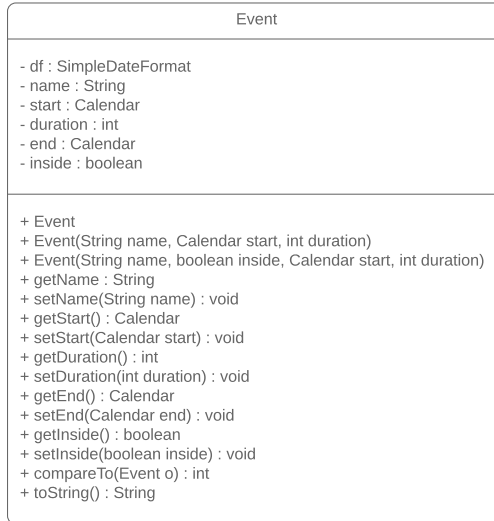 Event
- df : SimpleDateFormat
- name : String
- start : Calendar
- duration : int
- end : Calendar
- inside : boolean
+ Event
+ Event(String name, Calendar start, int duration)
+ Event(String name, boolean inside, Calendar start, int duration)
+ getName : String
+ setName(String name) : void
+ getStart() : Calendar
+ setStart(Calendar start) : void
+ getDuration() : int
+ setDuration(int duration) : void
+ getEnd() : Calendar
+ setEnd(Calendar end) : void
+ getInside() : boolean
+ setInside(boolean inside) : void
+ compareTo(Event o) : int
+ toString() : String